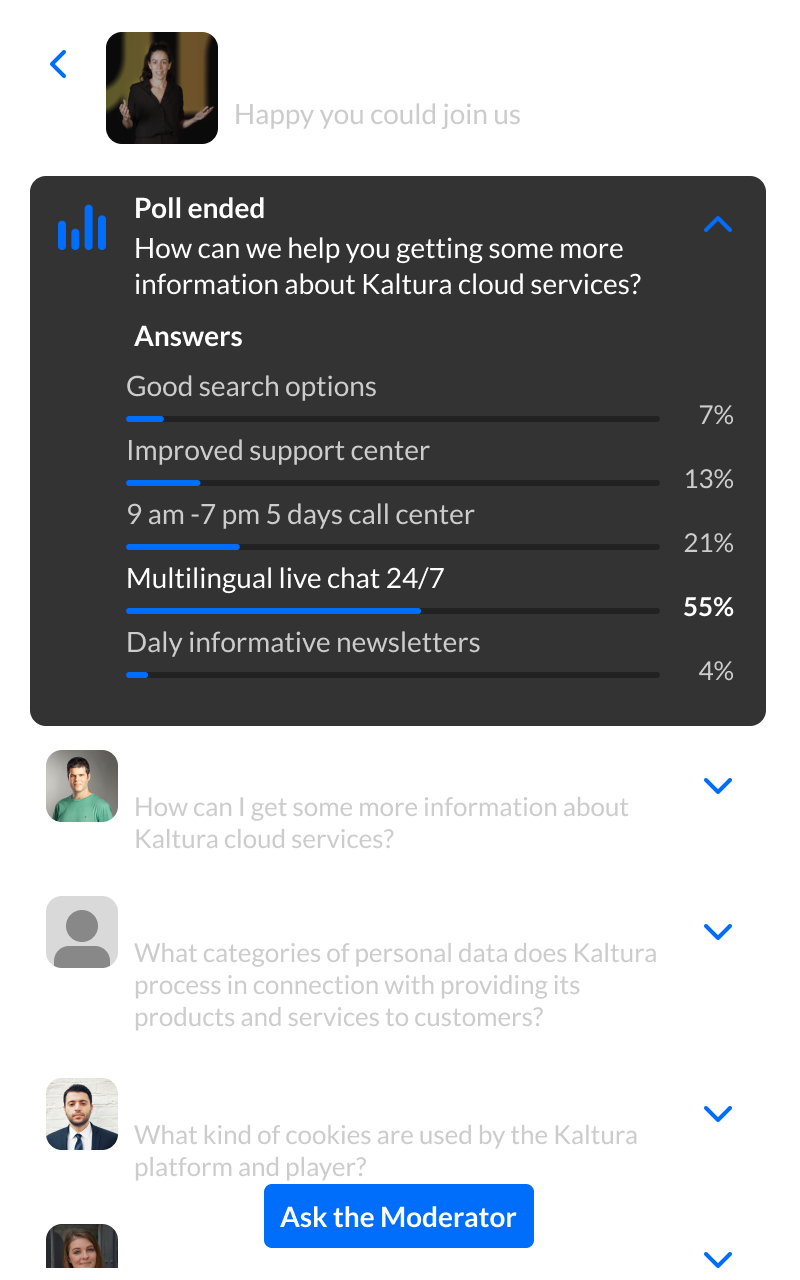 Happy you could join us
Poll ended
How can we help you getting some more
information about Kaltura cloud services?
Answers
Good search options
7%
Improved support center
13%
9 am -7 pm 5 days call center
21%
Multilingual live chat 24/7
55%
Daly informative newsletters
4%
How can I get some more information about
Kaltura cloud services?
What categories of personal data does Kaltura
process in connection with providing its
products and services to customers?
What kind of cookies are used by the Kaltura
platform and player?
Ask the Moderator